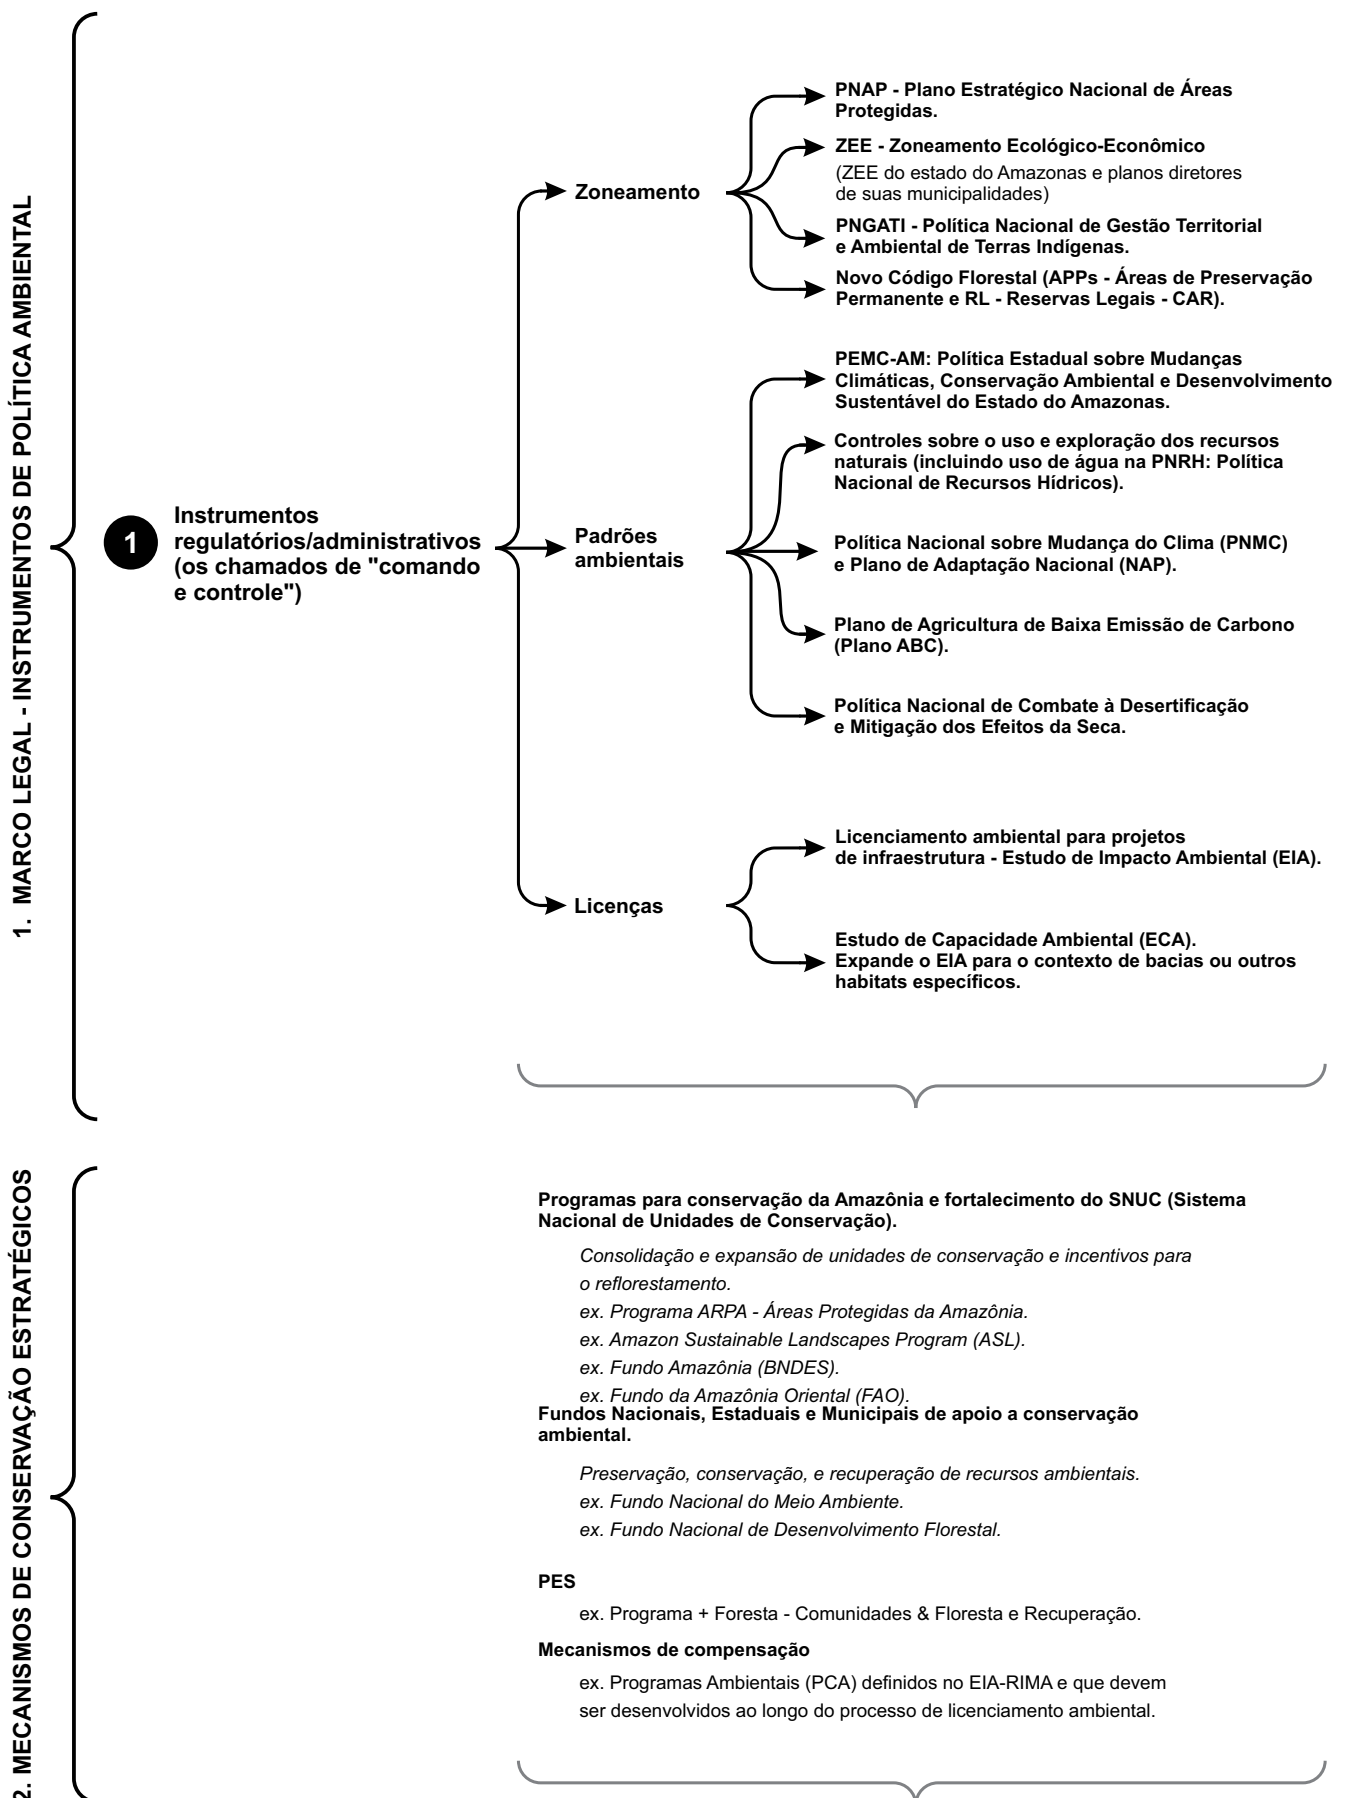 1. MARCO LEGAL - INSTRUMENTOS DE POLÍTICA AMBIENTAL
1
Instrumentos
regulatórios/administrativos
(os chamados de "comando
e controle")
Zoneamento
PNAP - Plano Estratégico Nacional de Áreas
Protegidas.
ZEE - Zoneamento Ecológico-Econômico
(ZEE do estado do Amazonas e planos diretores
de suas municipalidades)
PNGATI - Política Nacional de Gestão Territorial
e Ambiental de Terras Indígenas.
Novo Código Florestal (APPs - Áreas de Preservação
Permanente e RL - Reservas Legais - CAR).
Padrões
ambientais
PEMC-AM: Política Estadual sobre Mudanças
Climáticas, Conservação Ambiental e Desenvolvimento
Sustentável do Estado do Amazonas.
Controles sobre o uso e exploração dos recursos
naturais (incluindo uso de água na PNRH: Política
Nacional de Recursos Hídricos).
Política Nacional sobre Mudança do Clima (PNMC)
e Plano de Adaptação Nacional (NAP).
Plano de Agricultura de Baixa Emissão de Carbono
(Plano ABC).
Política Nacional de Combate à Desertificação
e Mitigação dos Efeitos da Seca.
Licenças
Licenciamento ambiental para projetos
de infraestrutura - Estudo de Impacto Ambiental (EIA).
Estudo de Capacidade Ambiental (ECA).
Expande o EIA para o contexto de bacias ou outros
habitats específicos.
2. MECANISMOS DE CONSERVAÇÃO ESTRATÉGICOS
Programas para conservação da Amazônia e fortalecimento do SNUC (Sistema
Nacional de Unidades de Conservação).
Consolidação e expansão de unidades de conservação e incentivos para
o reflorestamento.
ex. Programa ARPA - Áreas Protegidas da Amazônia.
ex. Amazon Sustainable Landscapes Program (ASL).
ex. Fundo Amazônia (BNDES).
ex. Fundo da Amazônia Oriental (FAO).
Fundos Nacionais, Estaduais e Municipais de apoio a conservação
ambiental.
Preservação, conservação, e recuperação de recursos ambientais.
ex. Fundo Nacional do Meio Ambiente.
ex. Fundo Nacional de Desenvolvimento Florestal.
PES
ex. Programa + Foresta - Comunidades & Floresta e Recuperação.
Mecanismos de compensação
ex. Programas Ambientais (PCA) definidos no EIA-RIMA e que devem
ser desenvolvidos ao longo do processo de licenciamento ambiental.